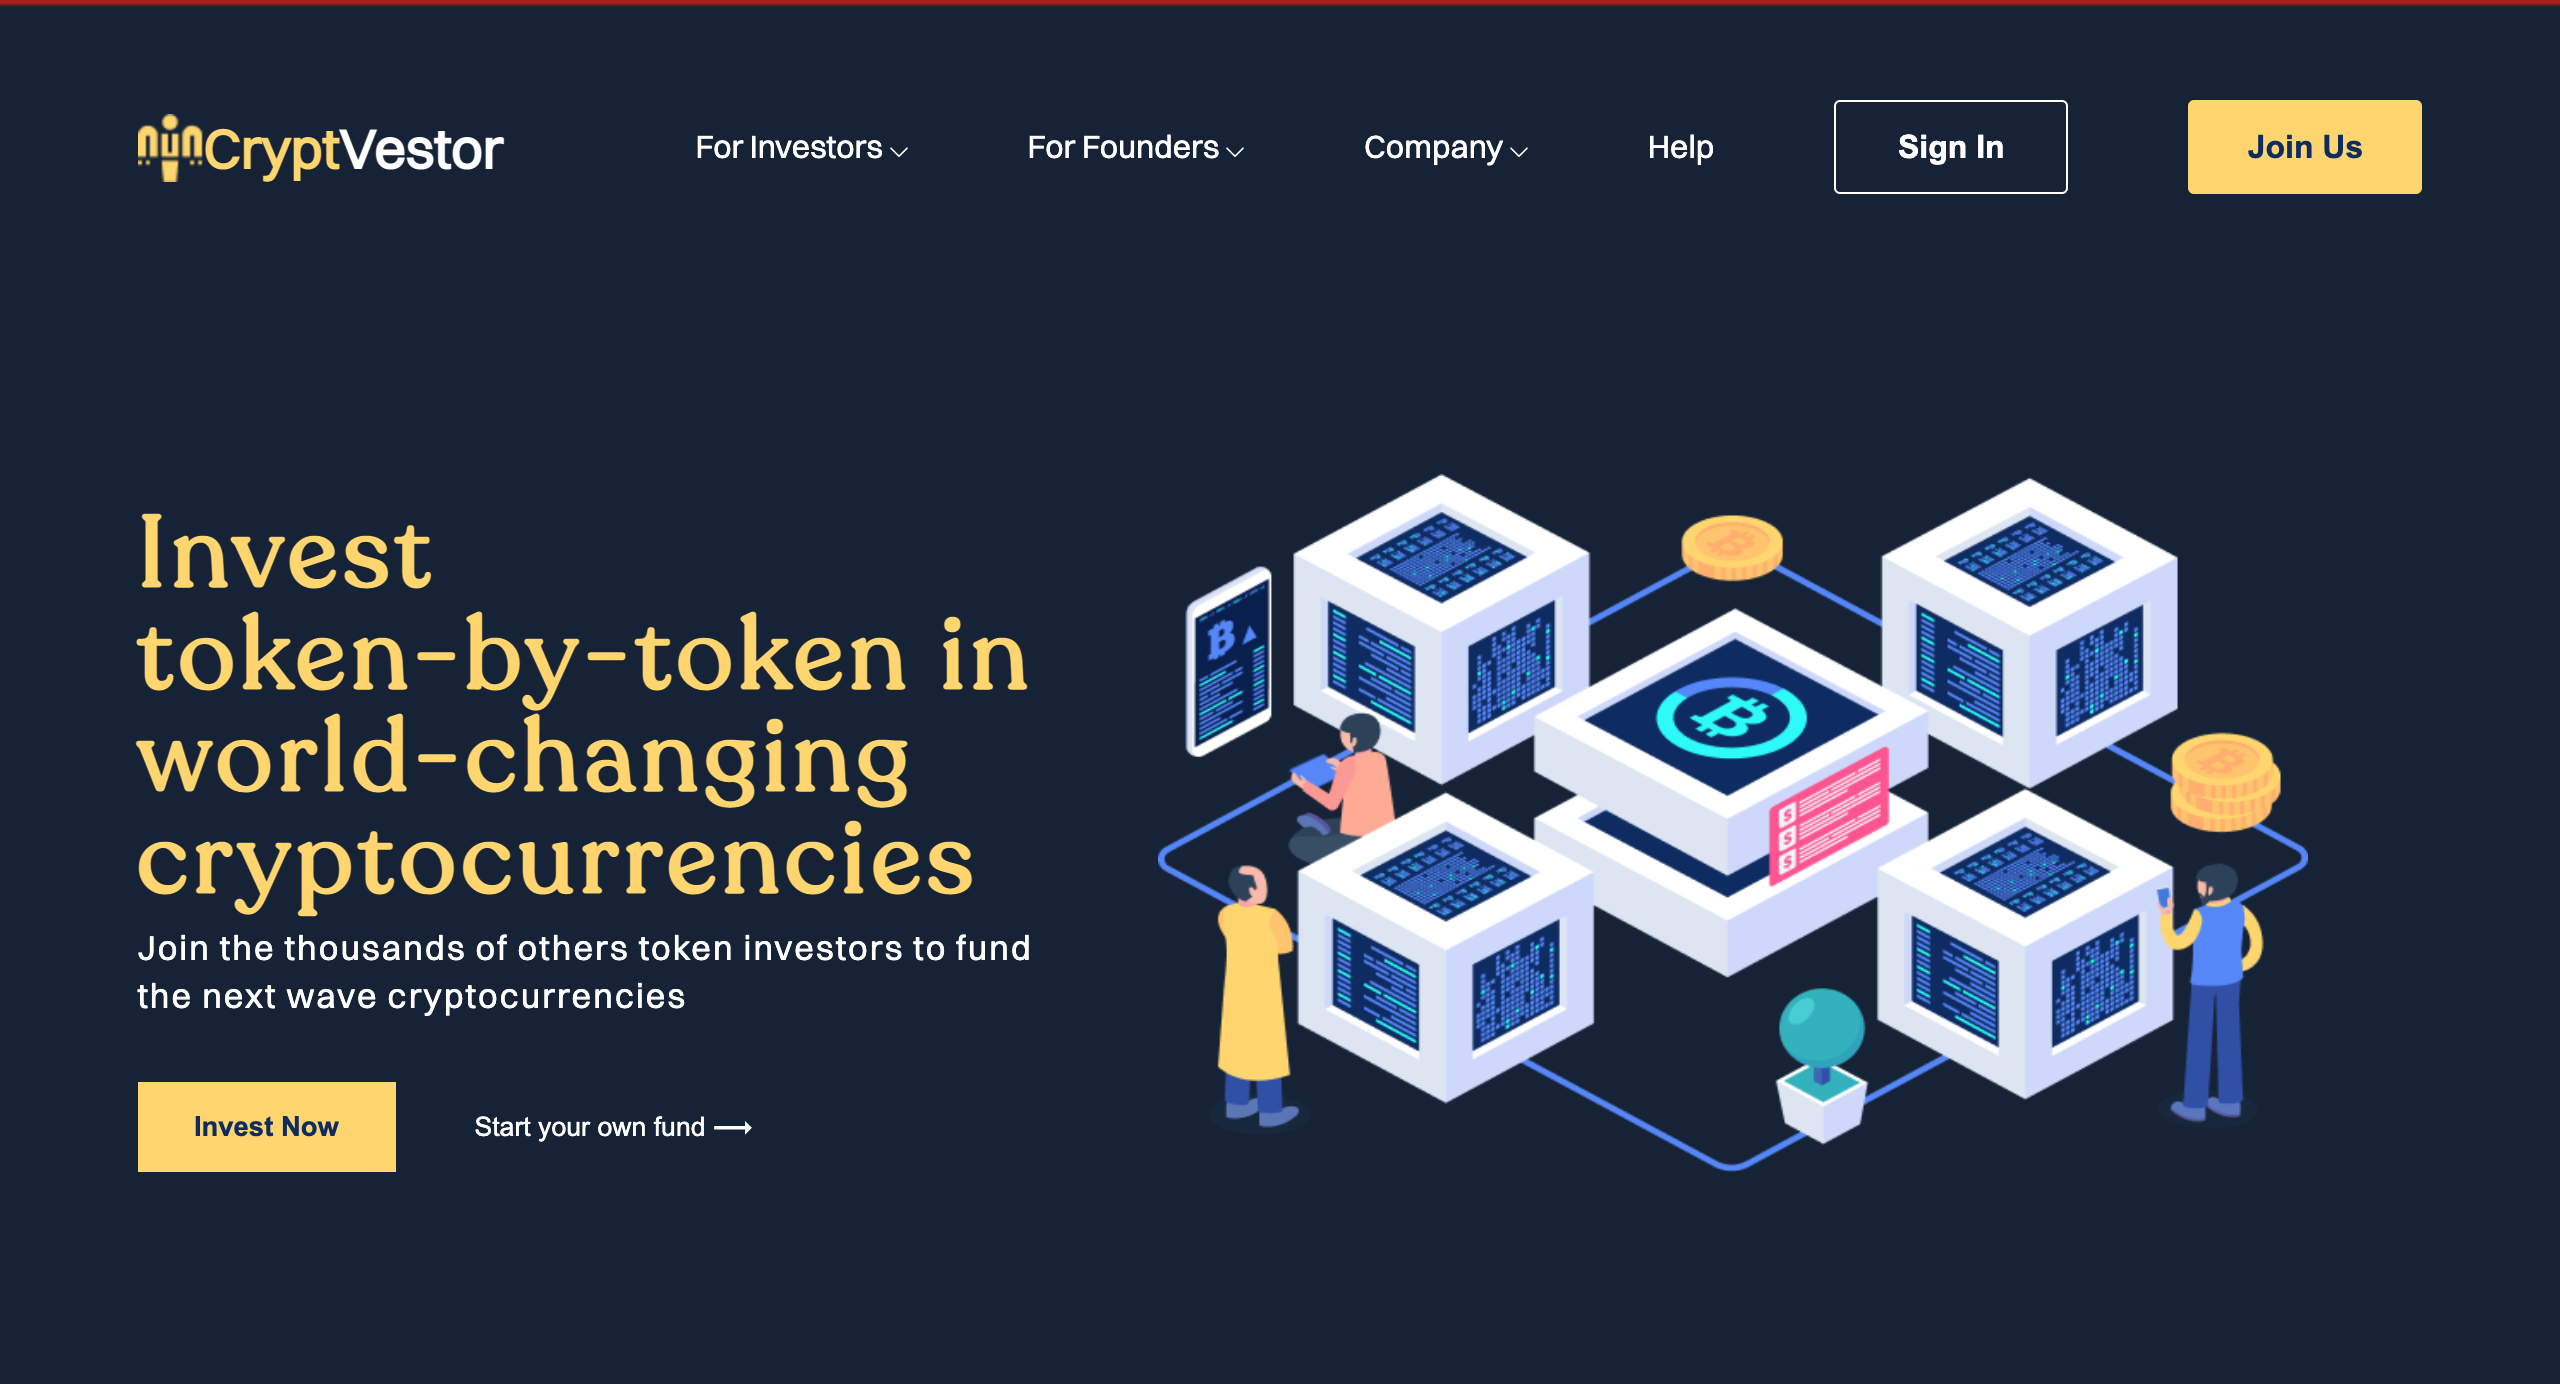 CryptVestor
For Investors
For Founders
Company
Help
Sign In
Join Us
Invest
token-by-token in
world-changing
cryptocurrencies
Join the thousands of others token investors to fund
the next wave cryptocurrencies
Invest Now
Start your own fund